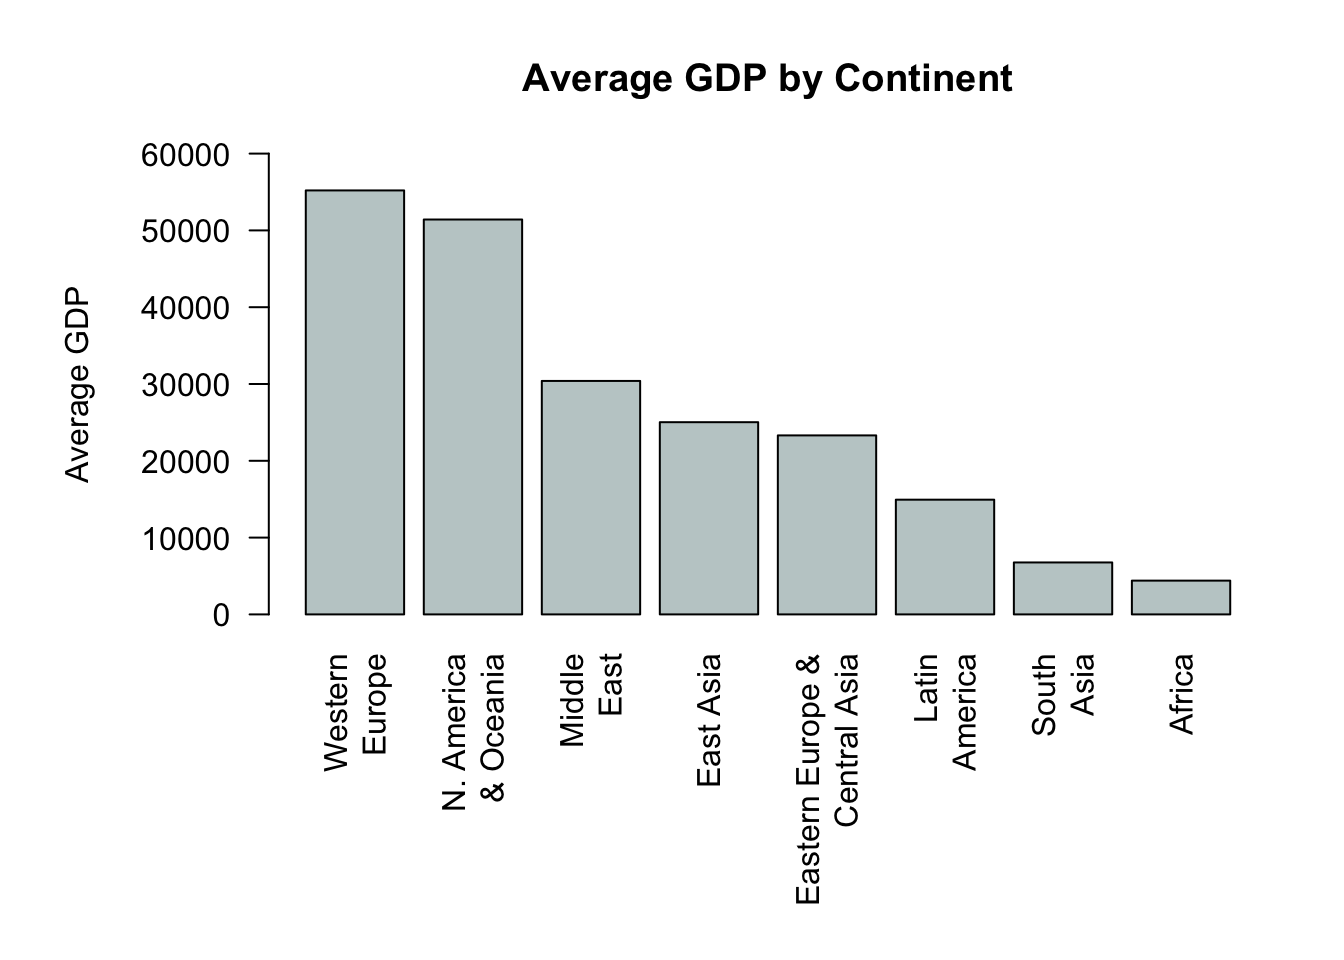 Average GDP by Continent
Average GDP
60000
50000
40000
30000
20000
10000
0
Western
Europe
N. America
& Oceania
Middle
East
East Asia
Eastern Europe &
Central Asia
Latin
America
South
Asia
Africa